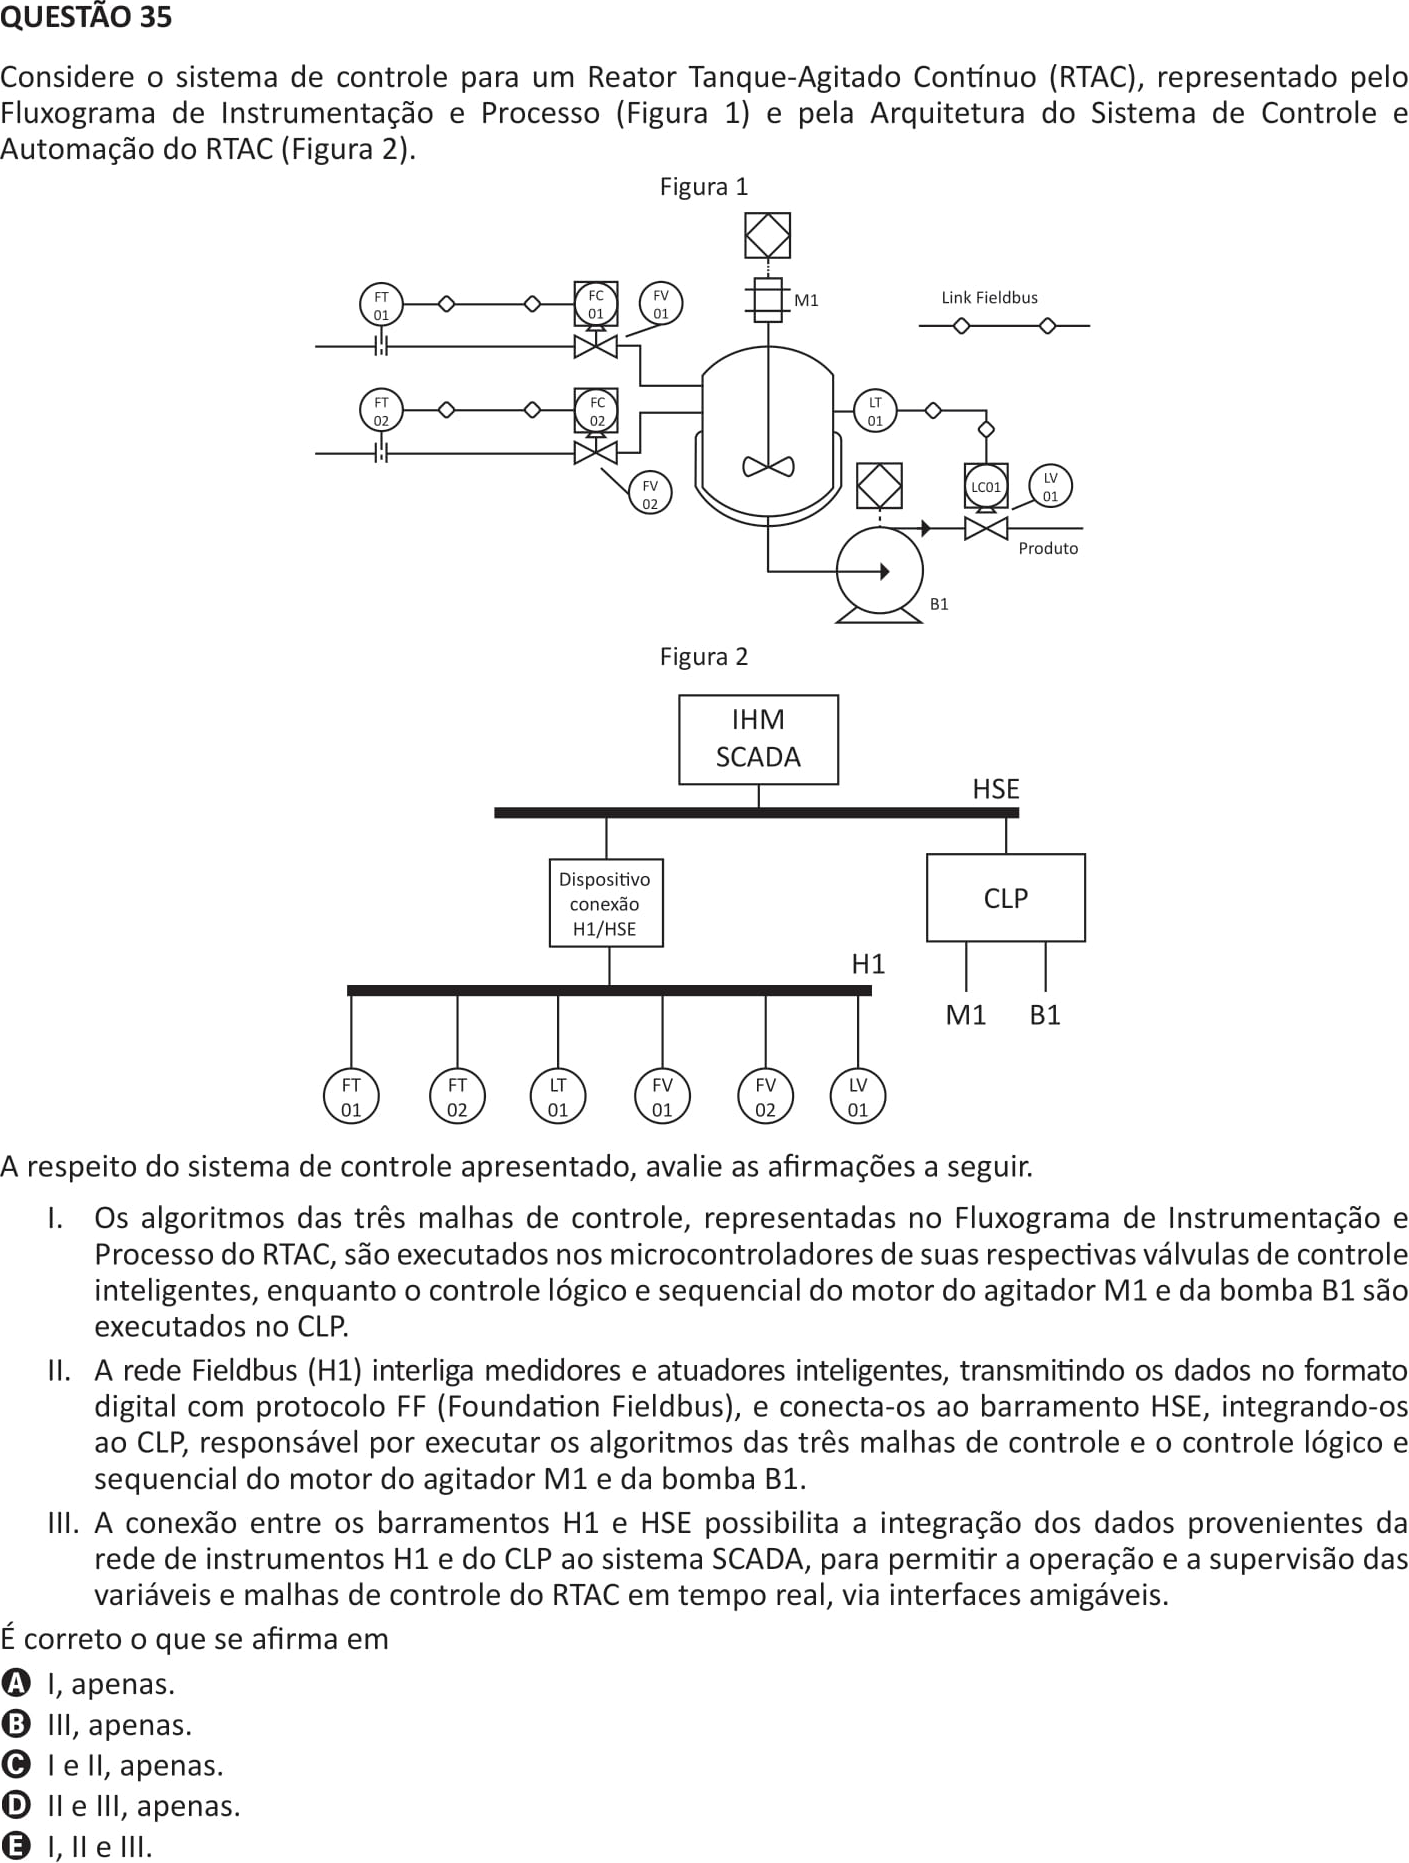 QUESTÃO 35
Considere o sistema de controle para um Reator Tanque-Agitado Contínuo (RTAC), representado pelo
Fluxograma de Instrumentação e Processo (Figura 1) e pela Arquitetura do Sistema de Controle e
Automação do RTAC (Figura 2).
Figura 1
FT
01
FC
01
FV
01
M1
Link Fieldbus
FT
02
FC
02
FV
02
LT
01
LC01
LV
01
Produto
B1
Figura 2
IHM
SCADA
HSE
Dispositivo
conexão
H1/HSE
CLP
H1
M1 B1
FT
01
FT
02
LT
01
FV
01
FV
02
LV
01
A respeito do sistema de controle apresentado, avalie as afirmações a seguir.
I. Os algoritmos das três malhas de controle, representadas no Fluxograma de Instrumentação e
Processo do RTAC, são executados nos microcontroladores de suas respectivas válvulas de controle
inteligentes, enquanto o controle lógico e sequencial do motor do agitador M1 e da bomba B1 são
executados no CLP.
II. A rede Fieldbus (H1) interliga medidores e atuadores inteligentes, transmitindo os dados no formato
digital com protocolo FF (Foundation Fieldbus), e conecta-os ao barramento HSE, integrando-os
ao CLP, responsável por executar os algoritmos das três malhas de controle e o controle lógico e
sequencial do motor do agitador M1 e da bomba B1.
III. A conexão entre os barramentos H1 e HSE possibilita a integração dos dados provenientes da
rede de instrumentos H1 e do CLP ao sistema SCADA, para permitir a operação e a supervisão das
variáveis e malhas de controle do RTAC em tempo real, via interfaces amigáveis.
É correto o que se afirma em
A I, apenas.
B III, apenas.
C I e II, apenas.
D II e III, apenas.
E I, II e III.